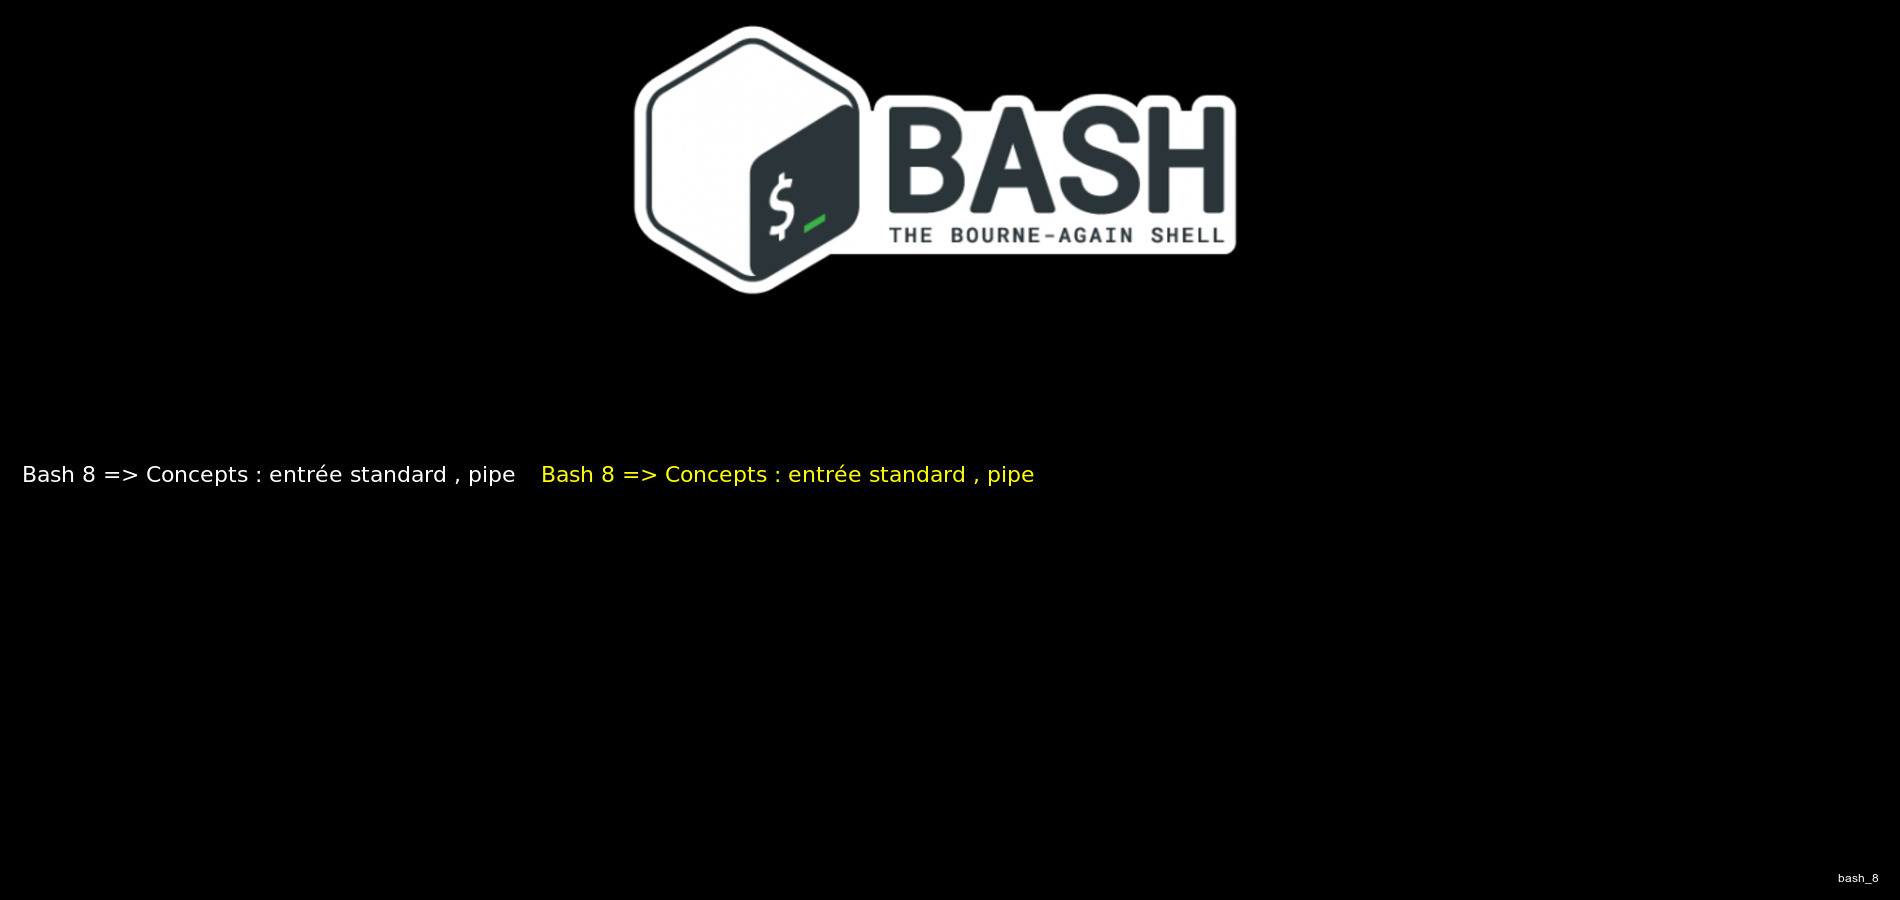 $_
BASH
THE BOURNE-AGAIN SHELL
Bash 8 => Concepts : entrée standard , pipe Bash 8 => Concepts : entrée standard , pipe
bash_8